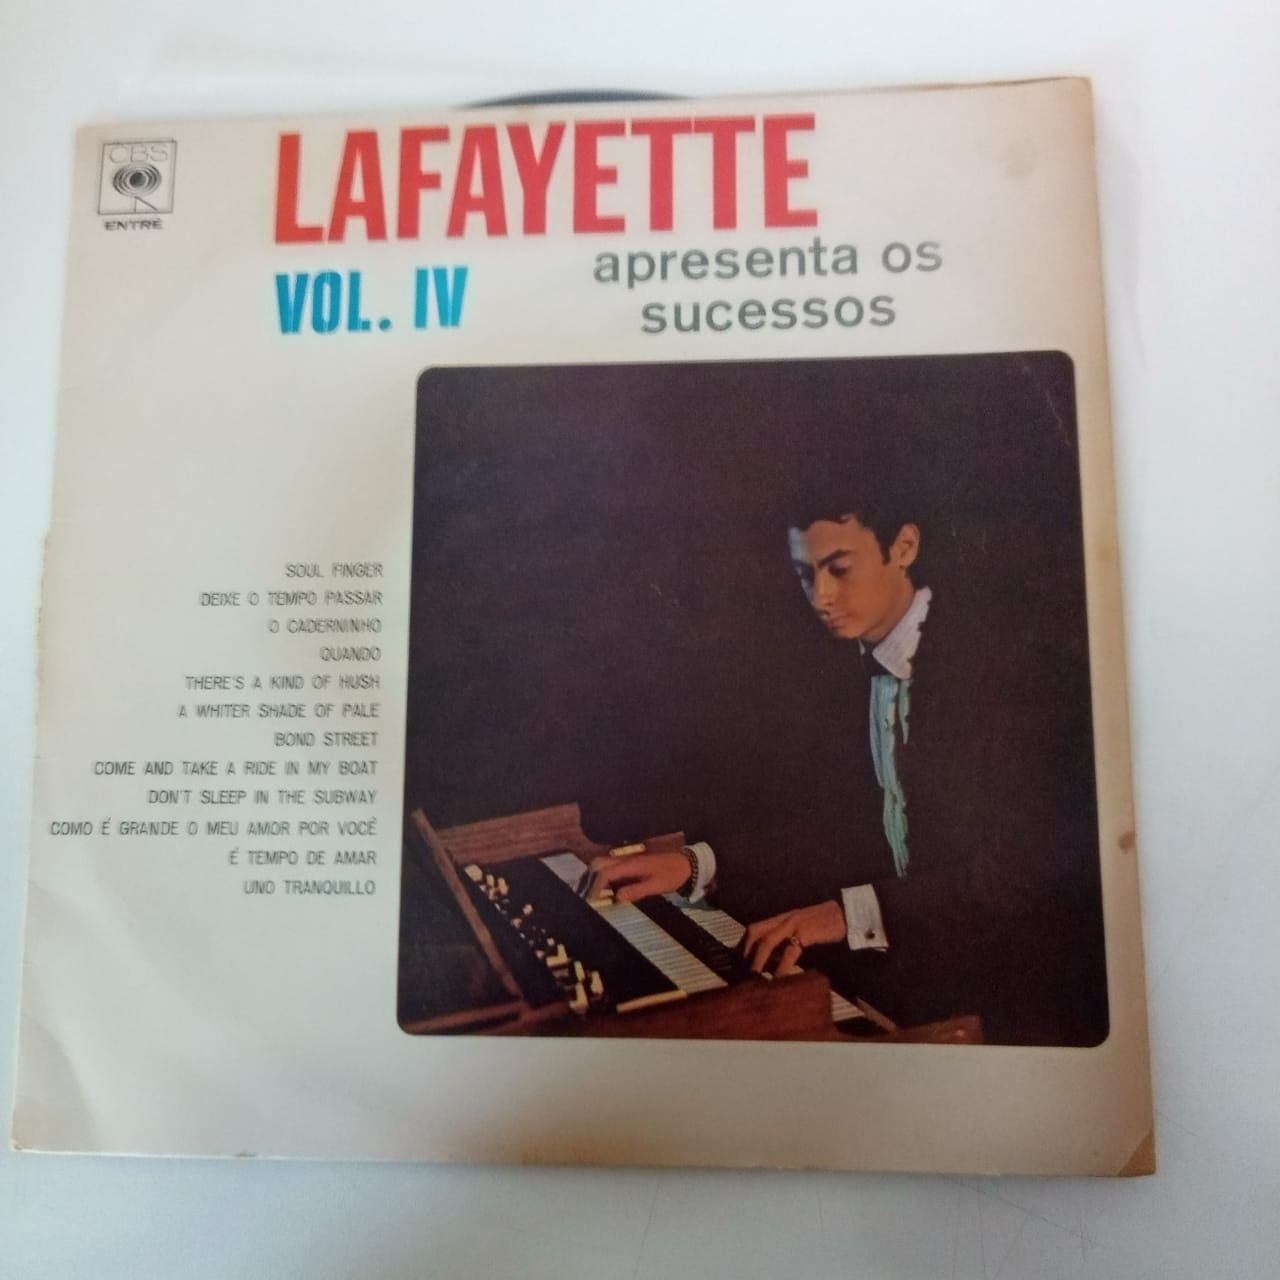 CBS
ENTRÉ
LAFAYETTE
VOL. IV
apresenta os
sucessos
SOUL FINGER
DEIXE O TEMPO PASSAR
O CADERNINHO
QUANDO
THERE'S A KIND OF HUSH
A WHITER SHADE OF PALE
BOND STREET
COME AND TAKE A RIDE IN MY BOAT
DON'T SLEEP IN THE SUBWAY
COMO É GRANDE O MEU AMOR POR VOCÊ
É TEMPO DE AMAR
UNO TRANQUILLO